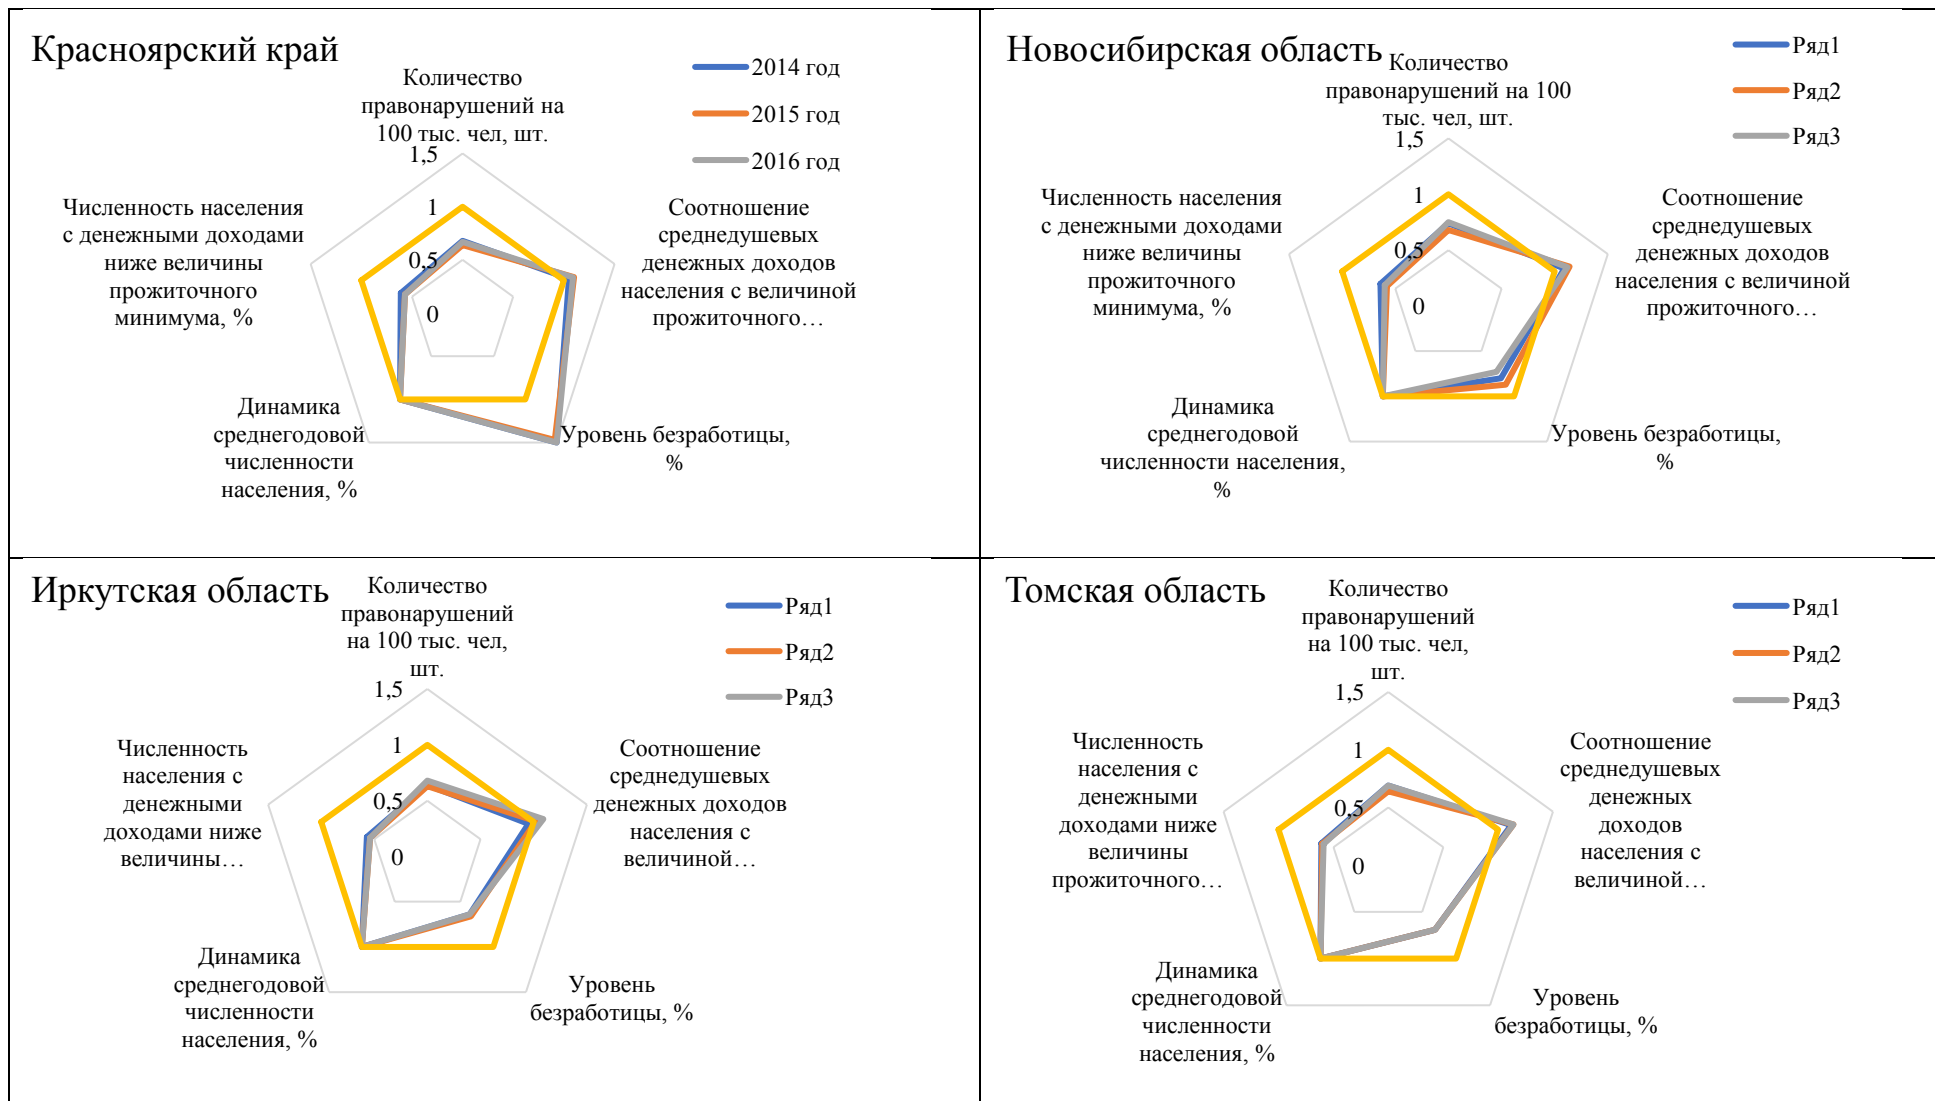 Красноярский край
2014 год
2015 год
2016 год
Количество
правонарушений на
100 тыс. чел, шт.
1,5
1
0,5
0
Соотношение
среднедушевых
денежных доходов
населения с величиной
прожиточного…
Уровень безработицы,
%
Динамика
среднегодовой
численности
населения, %
Численность населения
с денежными доходами
ниже величины
прожиточного
минимума, %
Новосибирская область
Ряд1
Ряд2
Ряд3
Количество
правонарушений на 100
тыс. чел, шт.
1,5
1
0,5
0
Соотношение
среднедушевых
денежных доходов
населения с величиной
прожиточного…
Уровень безработицы,
%
Динамика
среднегодовой
численности населения,
%
Численность населения
с денежными доходами
ниже величины
прожиточного
минимума, %
Иркутская область
Ряд1
Ряд2
Ряд3
Количество
правонарушений
на 100 тыс. чел,
шт.
1,5
1
0,5
0
Соотношение
среднедушевых
денежных доходов
населения с
величиной…
Уровень
безработицы, %
Динамика
среднегодовой
численности
населения, %
Численность
населения с
денежными
доходами ниже
величины…
Томская область
Ряд1
Ряд2
Ряд3
Количество
правонарушений
на 100 тыс. чел,
шт.
1,5
1
0,5
0
Соотношение
среднедушевых
денежных
доходов
населения с
величиной…
Уровень
безработицы, %
Динамика
среднегодовой
численности
населения, %
Численность
населения с
денежными
доходами ниже
величины
прожиточного…